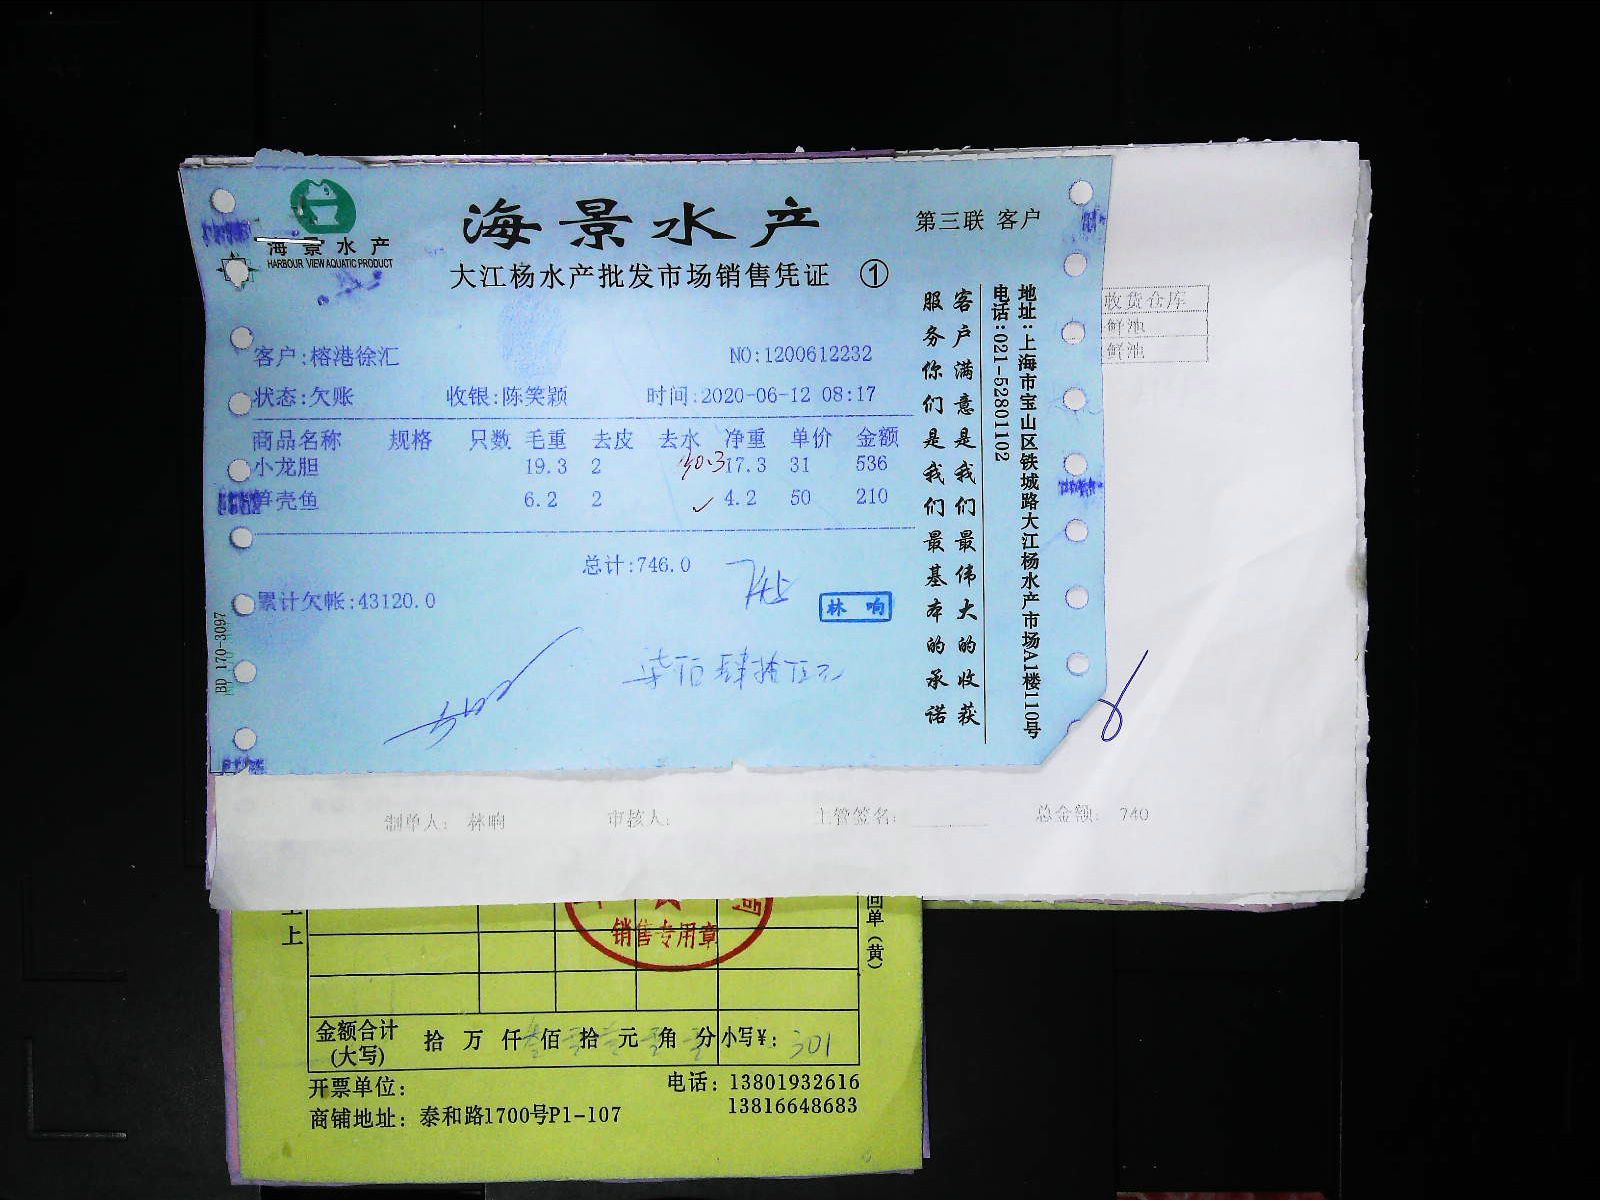 海景水产
HARBOUR VIEW AQUATIC PRODUCT
海景水产
第三联 客户
大江杨水产批发市场销售凭证 ①
客户:榕港徐汇 NO:1200612232
状态:欠账 收银:陈笑颖 时间:2020-06-12 08:17
商品名称 规格 只数 毛重 去皮 去水 净重 单价 金额
小龙胆 19.3 2 17.3 31 536
笋壳鱼 6.2 2 4.2 50 210
总计:746.0
745
累计欠帐:43120.0
林 响
柒佰肆拾伍元
BD 170-3097
客户满意是我们最伟大的收获
服务你们是我们最基本的承诺
地址:上海市宝山区铁城路大江杨水产市场A1楼110号
电话:021-52801102
收货仓库
鲜池
鲜池
制单人: 林响 审核人: 主管签名: 总金额: 740
上
销售专用章
回单(黄)
金额合计(大写) 拾 万 仟 佰 拾 元 角 分 小写¥: 301
开票单位:
电话: 13801932616
13816648683
商铺地址: 泰和路1700号P1-107